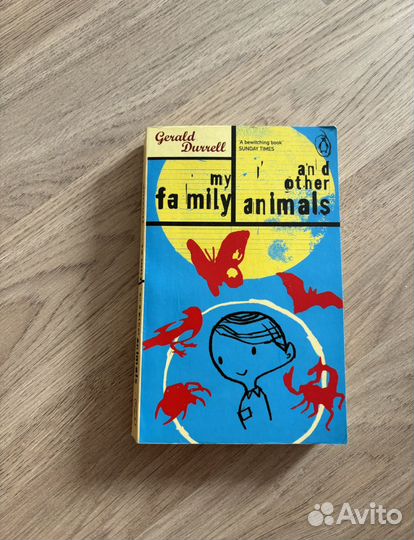 Gerald
Durrell
'A bewitching book'
SUNDAY TIMES
my
family
and
other
animals
Avito